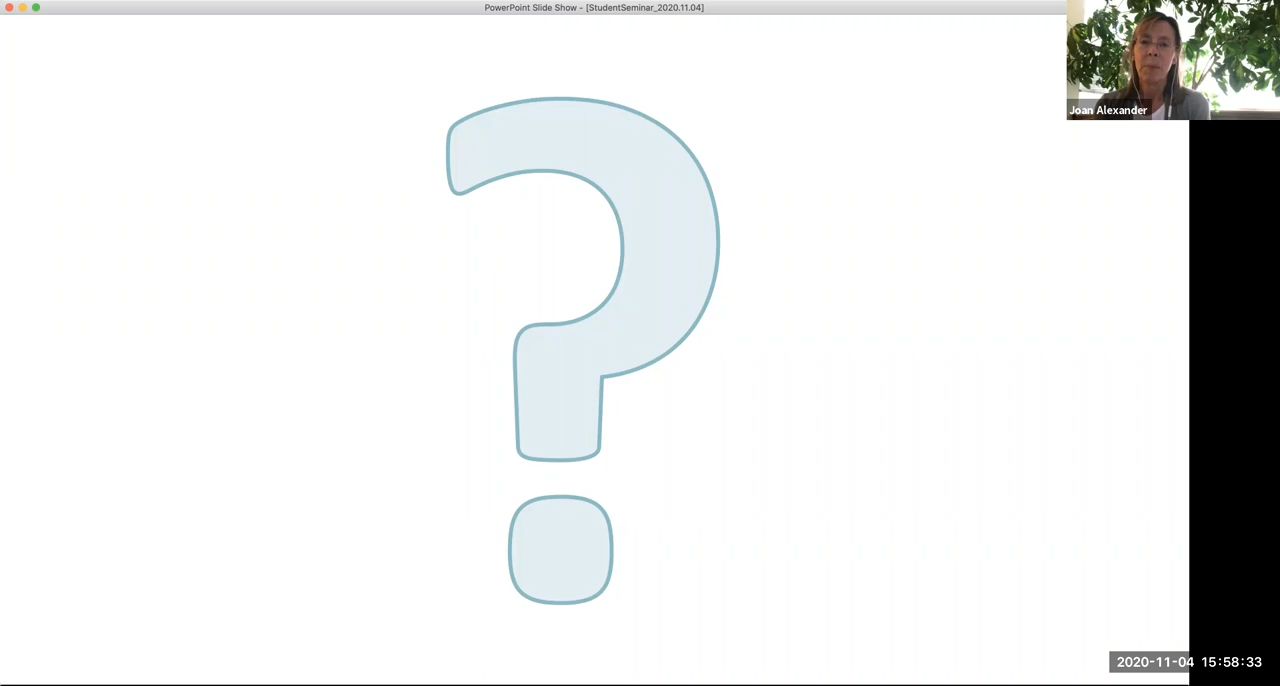 PowerPoint Slide Show - [StudentSeminar_2020.11.04]
Joan Alexander
?
2020-11-04 15:58:33